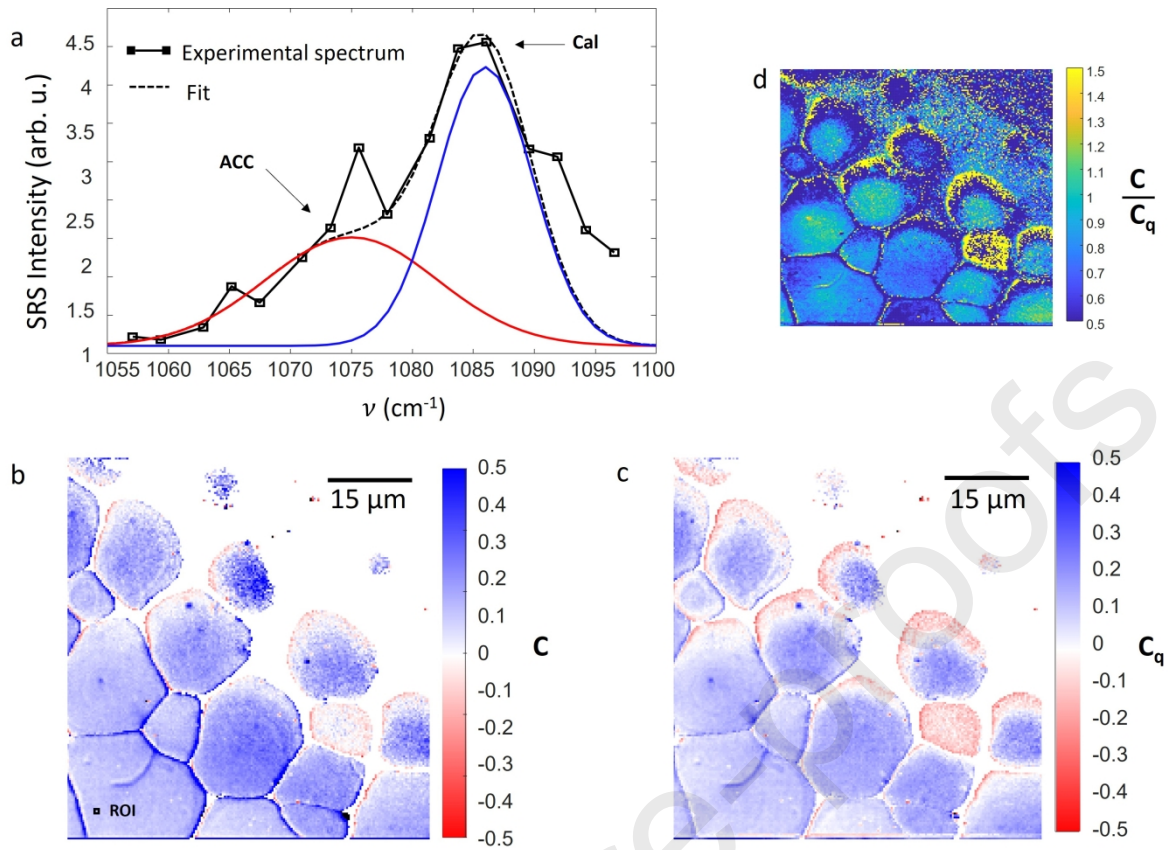 a
4.5
4
3.5
3
2.5
2
1.5
1
SRS Intensity (arb. u.)
Experimental spectrum
Fit
ACC
Cal
1055 1060 1065 1070 1075 1080 1085 1090 1095 1100
ν (cm⁻¹)
d
1.5
1.4
1.3
1.2
1.1
1
0.9
0.8
0.7
0.6
0.5
C
Cq
b
15 µm
ROI
0.5
0.4
0.3
0.2
0.1
0
-0.1
-0.2
-0.3
-0.4
-0.5
C
c
15 µm
0.5
0.4
0.3
0.2
0.1
0
-0.1
-0.2
-0.3
-0.4
-0.5
Cq